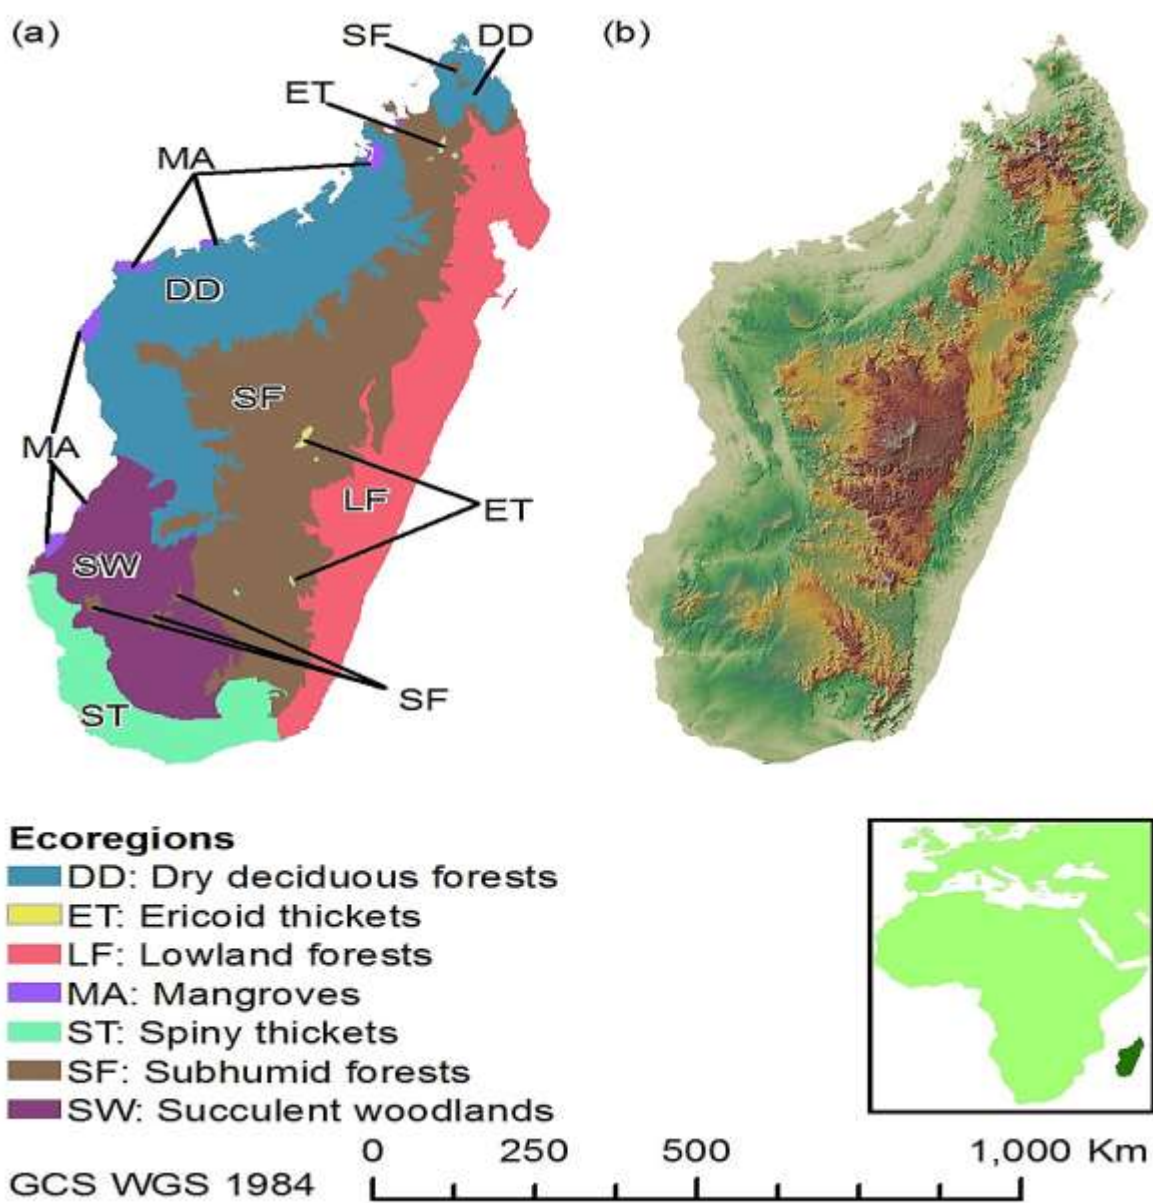 (a)
SF
DD
(b)
ET
MA
DD
SF
MA
LF
ET
SW
SF
ST
Ecoregions
DD: Dry deciduous forests
ET: Ericoid thickets
LF: Lowland forests
MA: Mangroves
ST: Spiny thickets
SF: Subhumid forests
SW: Succulent woodlands
0 250 500 1,000 Km
GCS WGS 1984